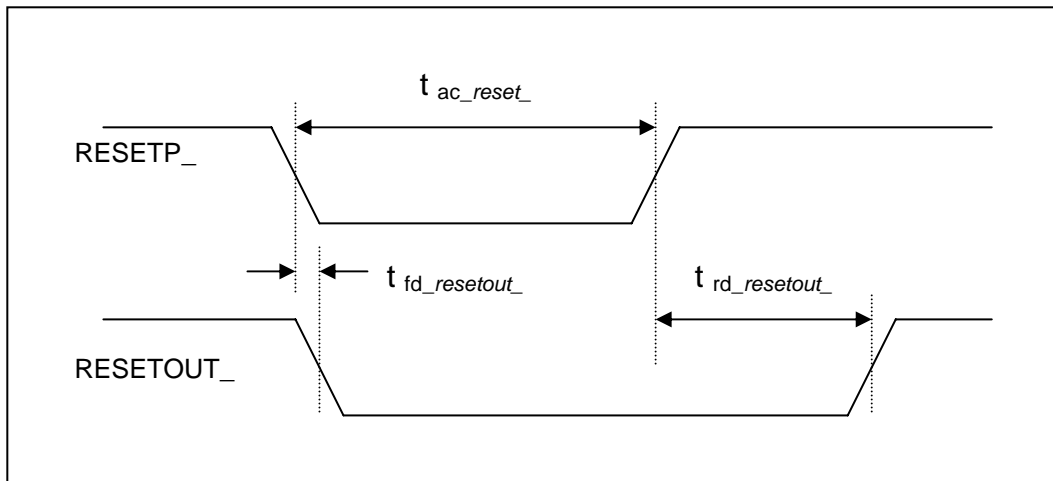 t ac_reset_
RESETP_
t fd_resetout_
t rd_resetout_
RESETOUT_